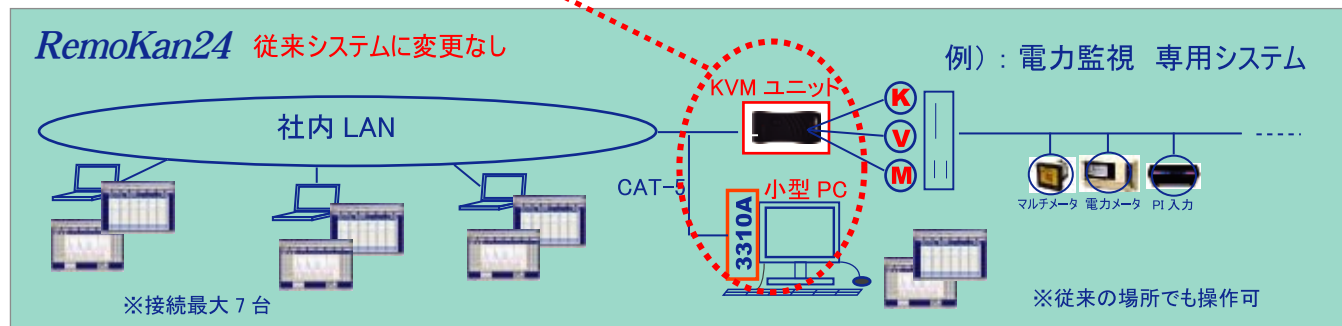 RemoKan24 従来システムに変更なし
例）: 電力監視 専用システム
KVM ユニット
K
V
M
社内 LAN
CAT-5
小型 PC
3310A
マルチメータ 電力メータ PI 入力
※接続最大 7 台
※従来の場所でも操作可